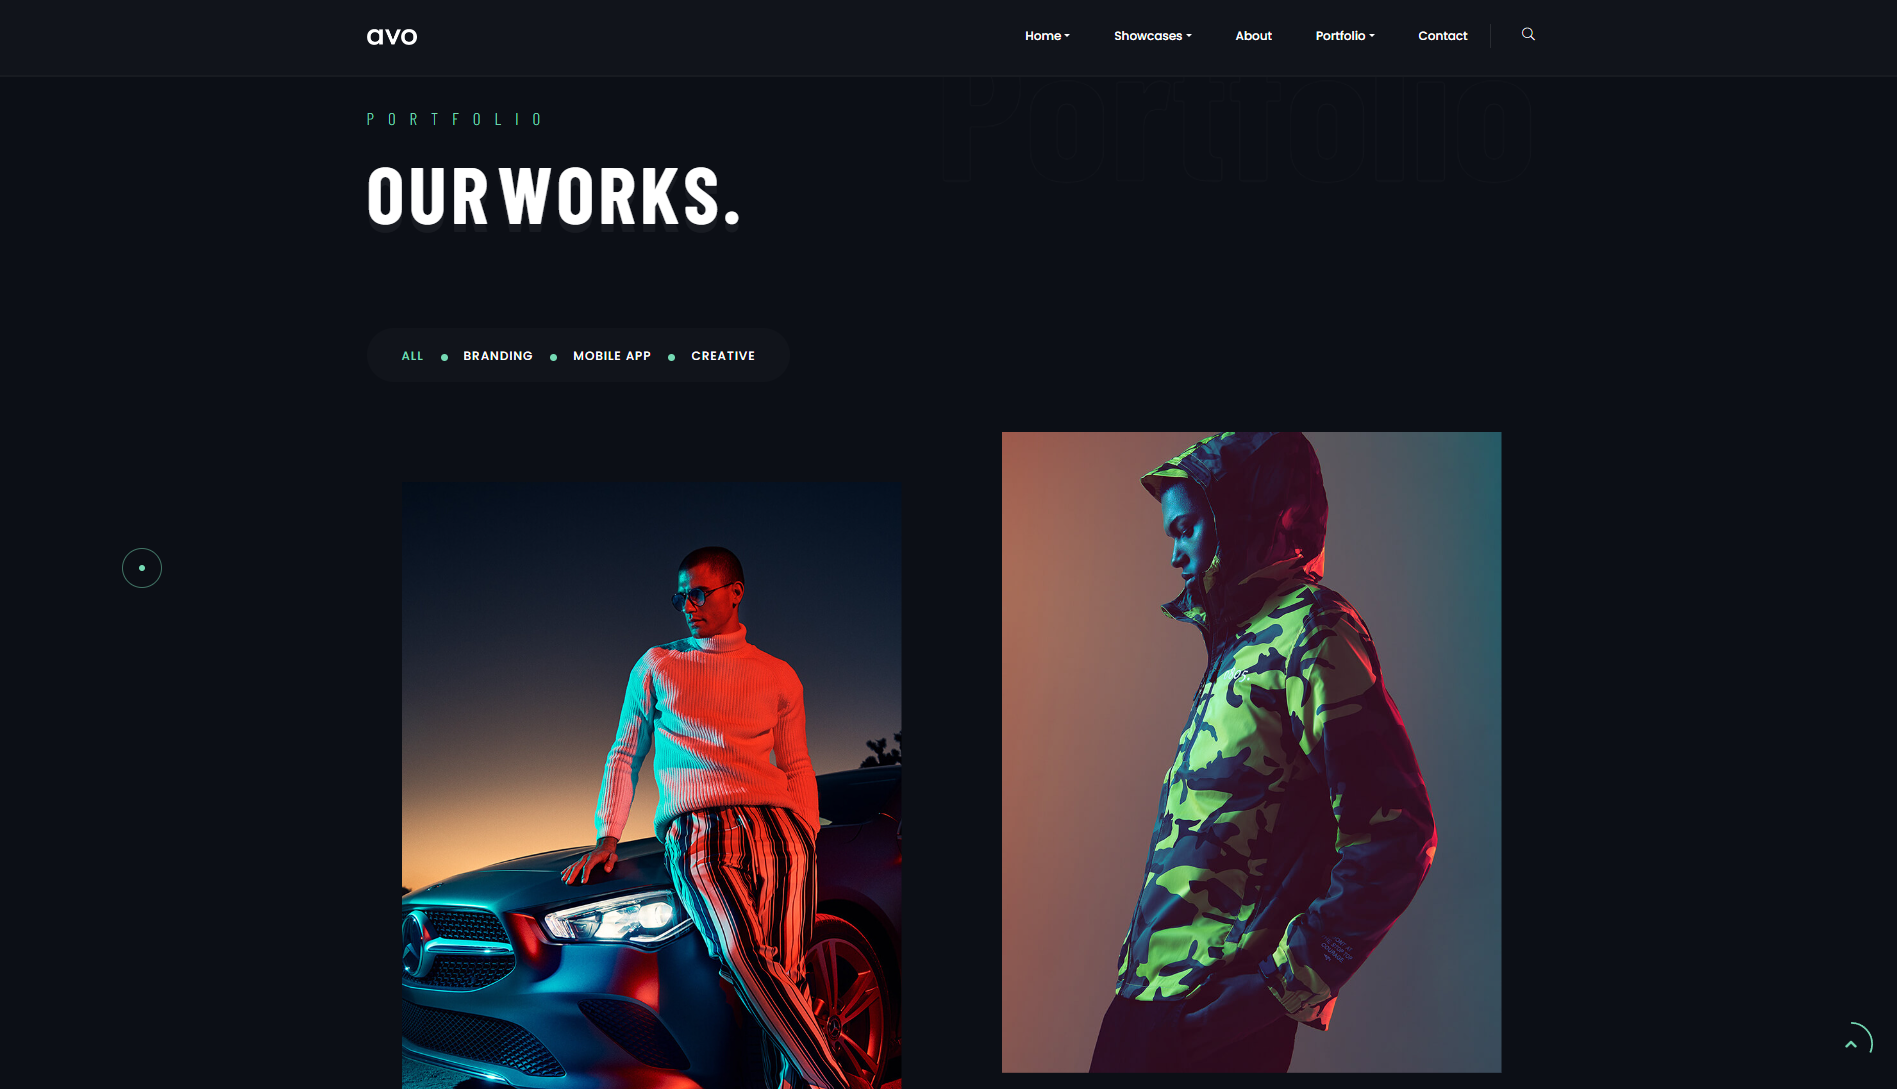 avo
Home Showcases About Portfolio Contact
Portfolio
PORTFOLIO
OUR WORKS.
ALL BRANDING MOBILE APP CREATIVE